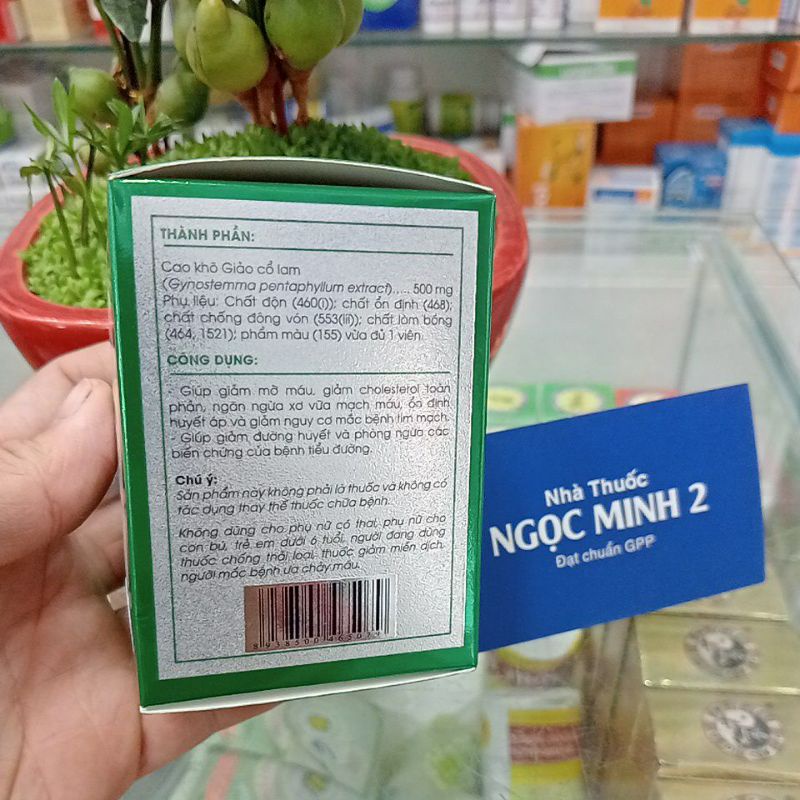 THÀNH PHẦN:
Cao khô Giảo cổ lam
(Gynostemma pentaphyllum extract)..... 500 mg
Phụ liệu: Chất độn (460(i)); chất ổn định (468);
chất chống đông vón (553(iii)); chất làm bóng
(464, 1521); phẩm màu (155) vừa đủ 1 viên
CÔNG DỤNG:
- Giúp giảm mỡ máu, giảm cholesterol toàn
phần, ngăn ngừa xơ vữa mạch máu, ổn định
huyết áp và giảm nguy cơ mắc bệnh tim mạch.
- Giúp giảm đường huyết và phòng ngừa các
biến chứng của bệnh tiểu đường.
Chú ý:
Sản phẩm này không phải là thuốc và không có
tác dụng thay thế thuốc chữa bệnh.
Không dùng cho phụ nữ có thai, phụ nữ cho
con bú, trẻ em dưới 6 tuổi, người đang dùng
thuốc chống thải loại, thuốc giảm miễn dịch,
người mắc bệnh ưa chảy máu.
Nhà Thuốc
NGỌC MINH 2
Đạt chuẩn GPP